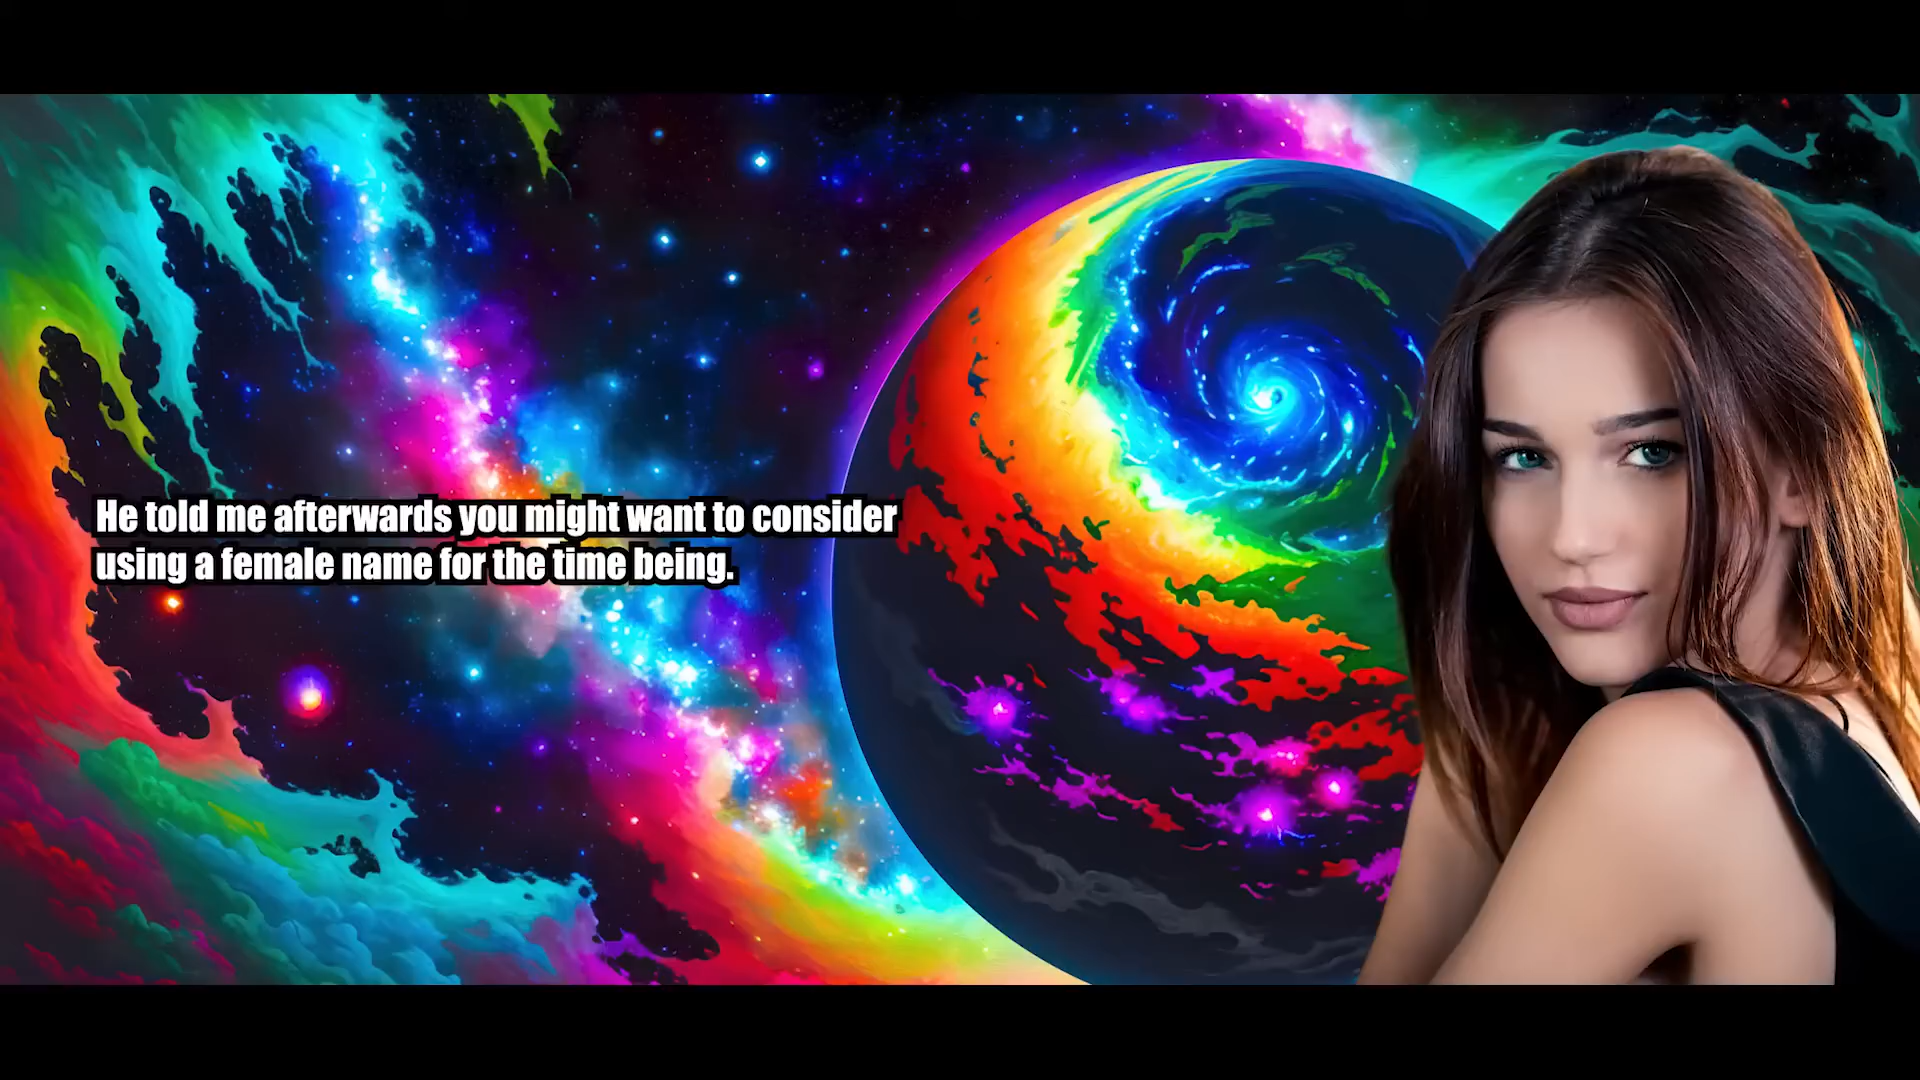 He told me afterwards you might want to consider
using a female name for the time being.